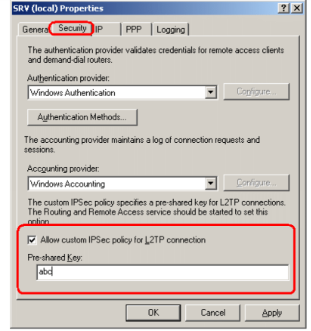 SRV (local) Properties
General Security IP PPP Logging
The authentication provider validates credentials for remote access clients
and demand-dial routers.
Authentication provider:
Windows Authentication Configure...
Authentication Methods...
The accounting provider maintains a log of connection requests and
sessions.
Accounting provider:
Windows Accounting Configure...
The custom IPSec policy specifies a pre-shared key for L2TP connections.
The Routing and Remote Access service should be started to set this
option.
Allow custom IPSec policy for L2TP connection
Pre-shared Key:
abc
OK Cancel Apply